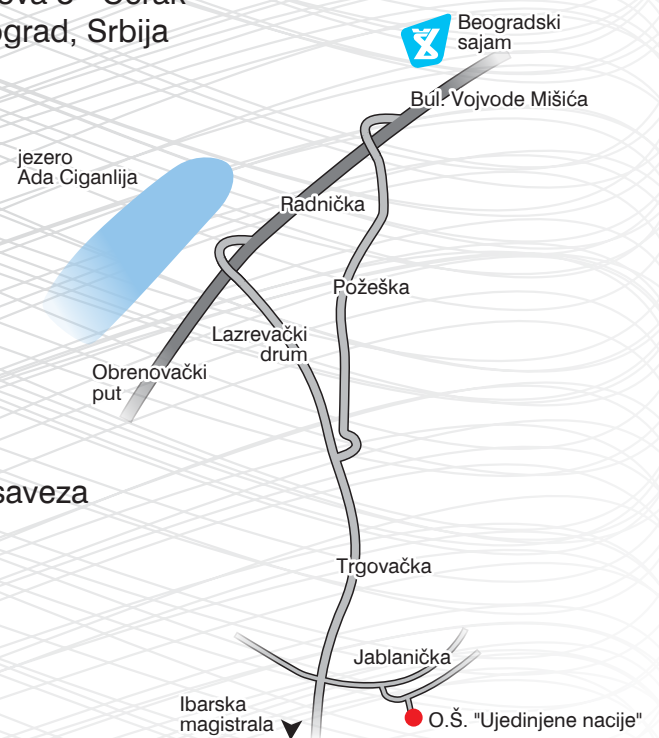 Cerak
ograd, Srbija
Beogradski
sajam
Bul. Vojvode Mišića
jezero
Ada Ciganlija
Radnička
Požeška
Lazrevački
drum
Obrenovački
put
saveza
Trgovačka
Jablanička
Ibarska
magistrala
O.Š. "Ujedinjene nacije"